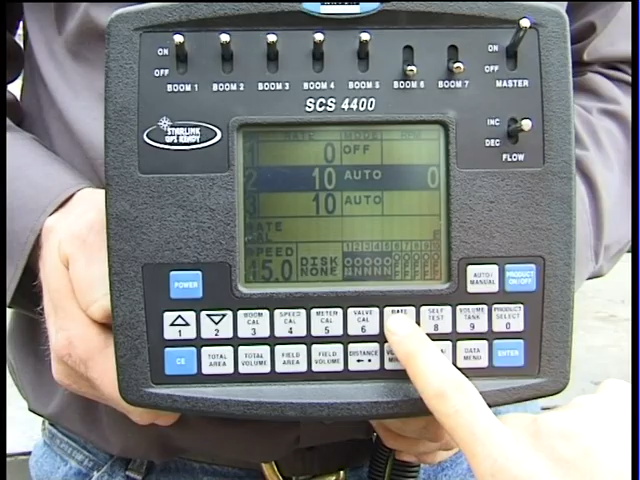 ON
OFF
BOOM 1 BOOM 2 BOOM 3 BOOM 4 BOOM 5 BOOM 6 BOOM 7
ON
OFF
MASTER
SCS 4400
STARLINK
GPS READY
INC
DEC
FLOW
RATE MODE
1 0 OFF
2 10 AUTO 0
3 10 AUTO
RATE
CAL
SPEED
45.0
DISK
NONE
POWER
AUTO/
MANUAL
PRODUCT
ON/OFF
1
2
BOOM
CAL
3
SPEED
CAL
4
METER
CAL
5
VALVE
CAL
6
RATE
SELF
TEST
8
VOLUME
TANK
9
PRODUCT
SELECT
0
CE
TOTAL
AREA
TOTAL
VOLUME
FIELD
AREA
FIELD
VOLUME
DISTANCE
DATA
MENU
ENTER